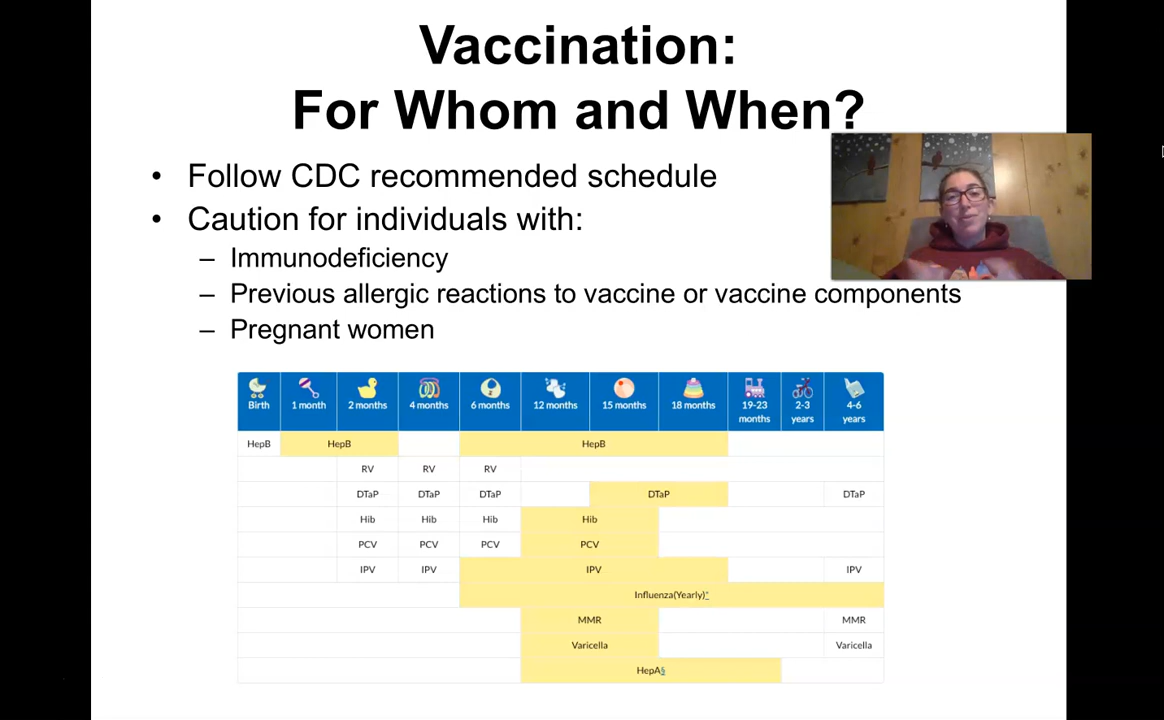 Vaccination:
For Whom and When?
• Follow CDC recommended schedule
• Caution for individuals with:
– Immunodeficiency
– Previous allergic reactions to vaccine or vaccine components
– Pregnant women
Birth 1 month 2 months 4 months 6 months 12 months 15 months 18 months 19-23 months 2-3 years 4-6 years
HepB HepB HepB
RV RV RV
DTaP DTaP DTaP DTaP DTaP
Hib Hib Hib Hib
PCV PCV PCV PCV
IPV IPV IPV IPV
Influenza(Yearly)*
MMR MMR
Varicella Varicella
HepA§